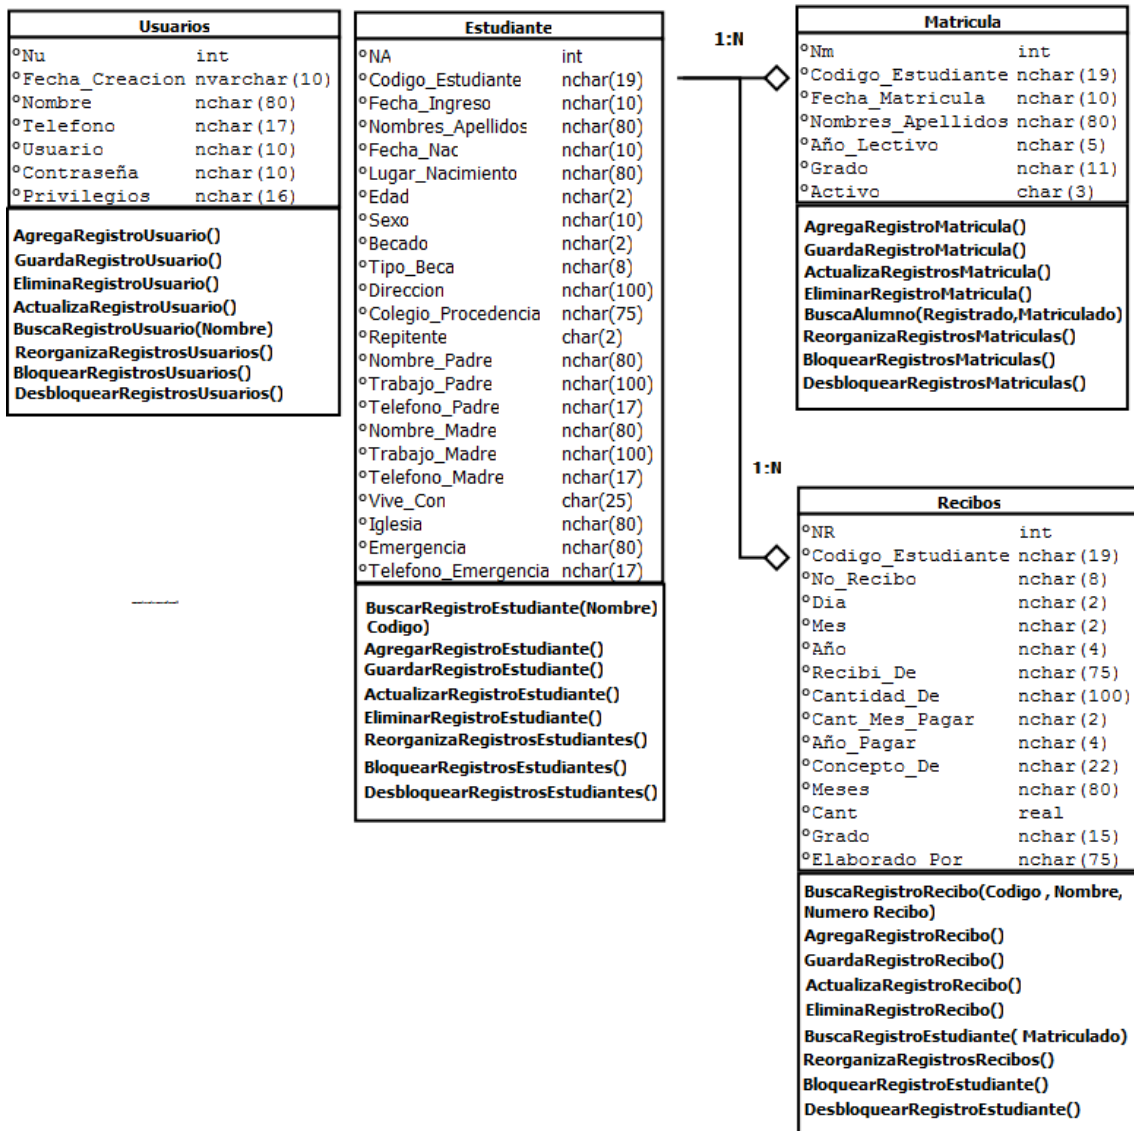 Usuarios
°Nu int
°Fecha_Creacion nvarchar(10)
°Nombre nchar(80)
°Telefono nchar(17)
°Usuario nchar(10)
°Contraseña nchar(10)
°Privilegios nchar(16)
AgregaRegistroUsuario()
GuardaRegistroUsuario()
EliminaRegistroUsuario()
ActualizaRegistroUsuario()
BuscaRegistroUsuario(Nombre)
ReorganizaRegistrosUsuarios()
BloquearRegistrosUsuarios()
DesbloquearRegistrosUsuarios()
Estudiante
°NA int
°Codigo_Estudiante nchar(19)
°Fecha_Ingreso nchar(10)
°Nombres_Apellidos nchar(80)
°Fecha_Nac nchar(10)
°Lugar_Nacimiento nchar(80)
°Edad nchar(2)
°Sexo nchar(10)
°Becado nchar(2)
°Tipo_Beca nchar(8)
°Direccion nchar(100)
°Colegio_Procedencia nchar(75)
°Repitente char(2)
°Nombre_Padre nchar(80)
°Trabajo_Padre nchar(100)
°Telefono_Padre nchar(17)
°Nombre_Madre nchar(80)
°Trabajo_Madre nchar(100)
°Telefono_Madre nchar(17)
°Vive_Con char(25)
°Iglesia nchar(80)
°Emergencia nchar(80)
°Telefono_Emergencia nchar(17)
BuscarRegistroEstudiante(Nombre)
Codigo)
AgregarRegistroEstudiante()
GuardarRegistroEstudiante()
ActualizarRegistroEstudiante()
EliminarRegistroEstudiante()
ReorganizaRegistrosEstudiantes()
BloquearRegistrosEstudiantes()
DesbloquearRegistrosEstudiantes()
1:N
Matricula
°Nm int
°Codigo_Estudiante nchar(19)
°Fecha_Matricula nchar(10)
°Nombres_Apellidos nchar(80)
°Año_Lectivo nchar(5)
°Grado nchar(11)
°Activo char(3)
AgregaRegistroMatricula()
GuardaRegistroMatricula()
ActualizaRegistrosMatricula()
EliminarRegistroMatricula()
BuscaAlumno(Registrado,Matriculado)
ReorganizaRegistrosMatriculas()
BloquearRegistrosMatriculas()
DesbloquearRegistrosMatriculas()
1:N
Recibos
°NR int
°Codigo_Estudiante nchar(19)
°No_Recibo nchar(8)
°Dia nchar(2)
°Mes nchar(2)
°Año nchar(4)
°Recibi_De nchar(75)
°Cantidad_De nchar(100)
°Cant_Mes_Pagar nchar(2)
°Año_Pagar nchar(4)
°Concepto_De nchar(22)
°Meses nchar(80)
°Cant real
°Grado nchar(15)
°Elaborado_Por nchar(75)
BuscaRegistroRecibo(Codigo , Nombre,
Numero Recibo)
AgregaRegistroRecibo()
GuardaRegistroRecibo()
ActualizaRegistroRecibo()
EliminaRegistroRecibo()
BuscaRegistroEstudiante( Matriculado)
ReorganizaRegistrosRecibos()
BloquearRegistroEstudiante()
DesbloquearRegistroEstudiante()